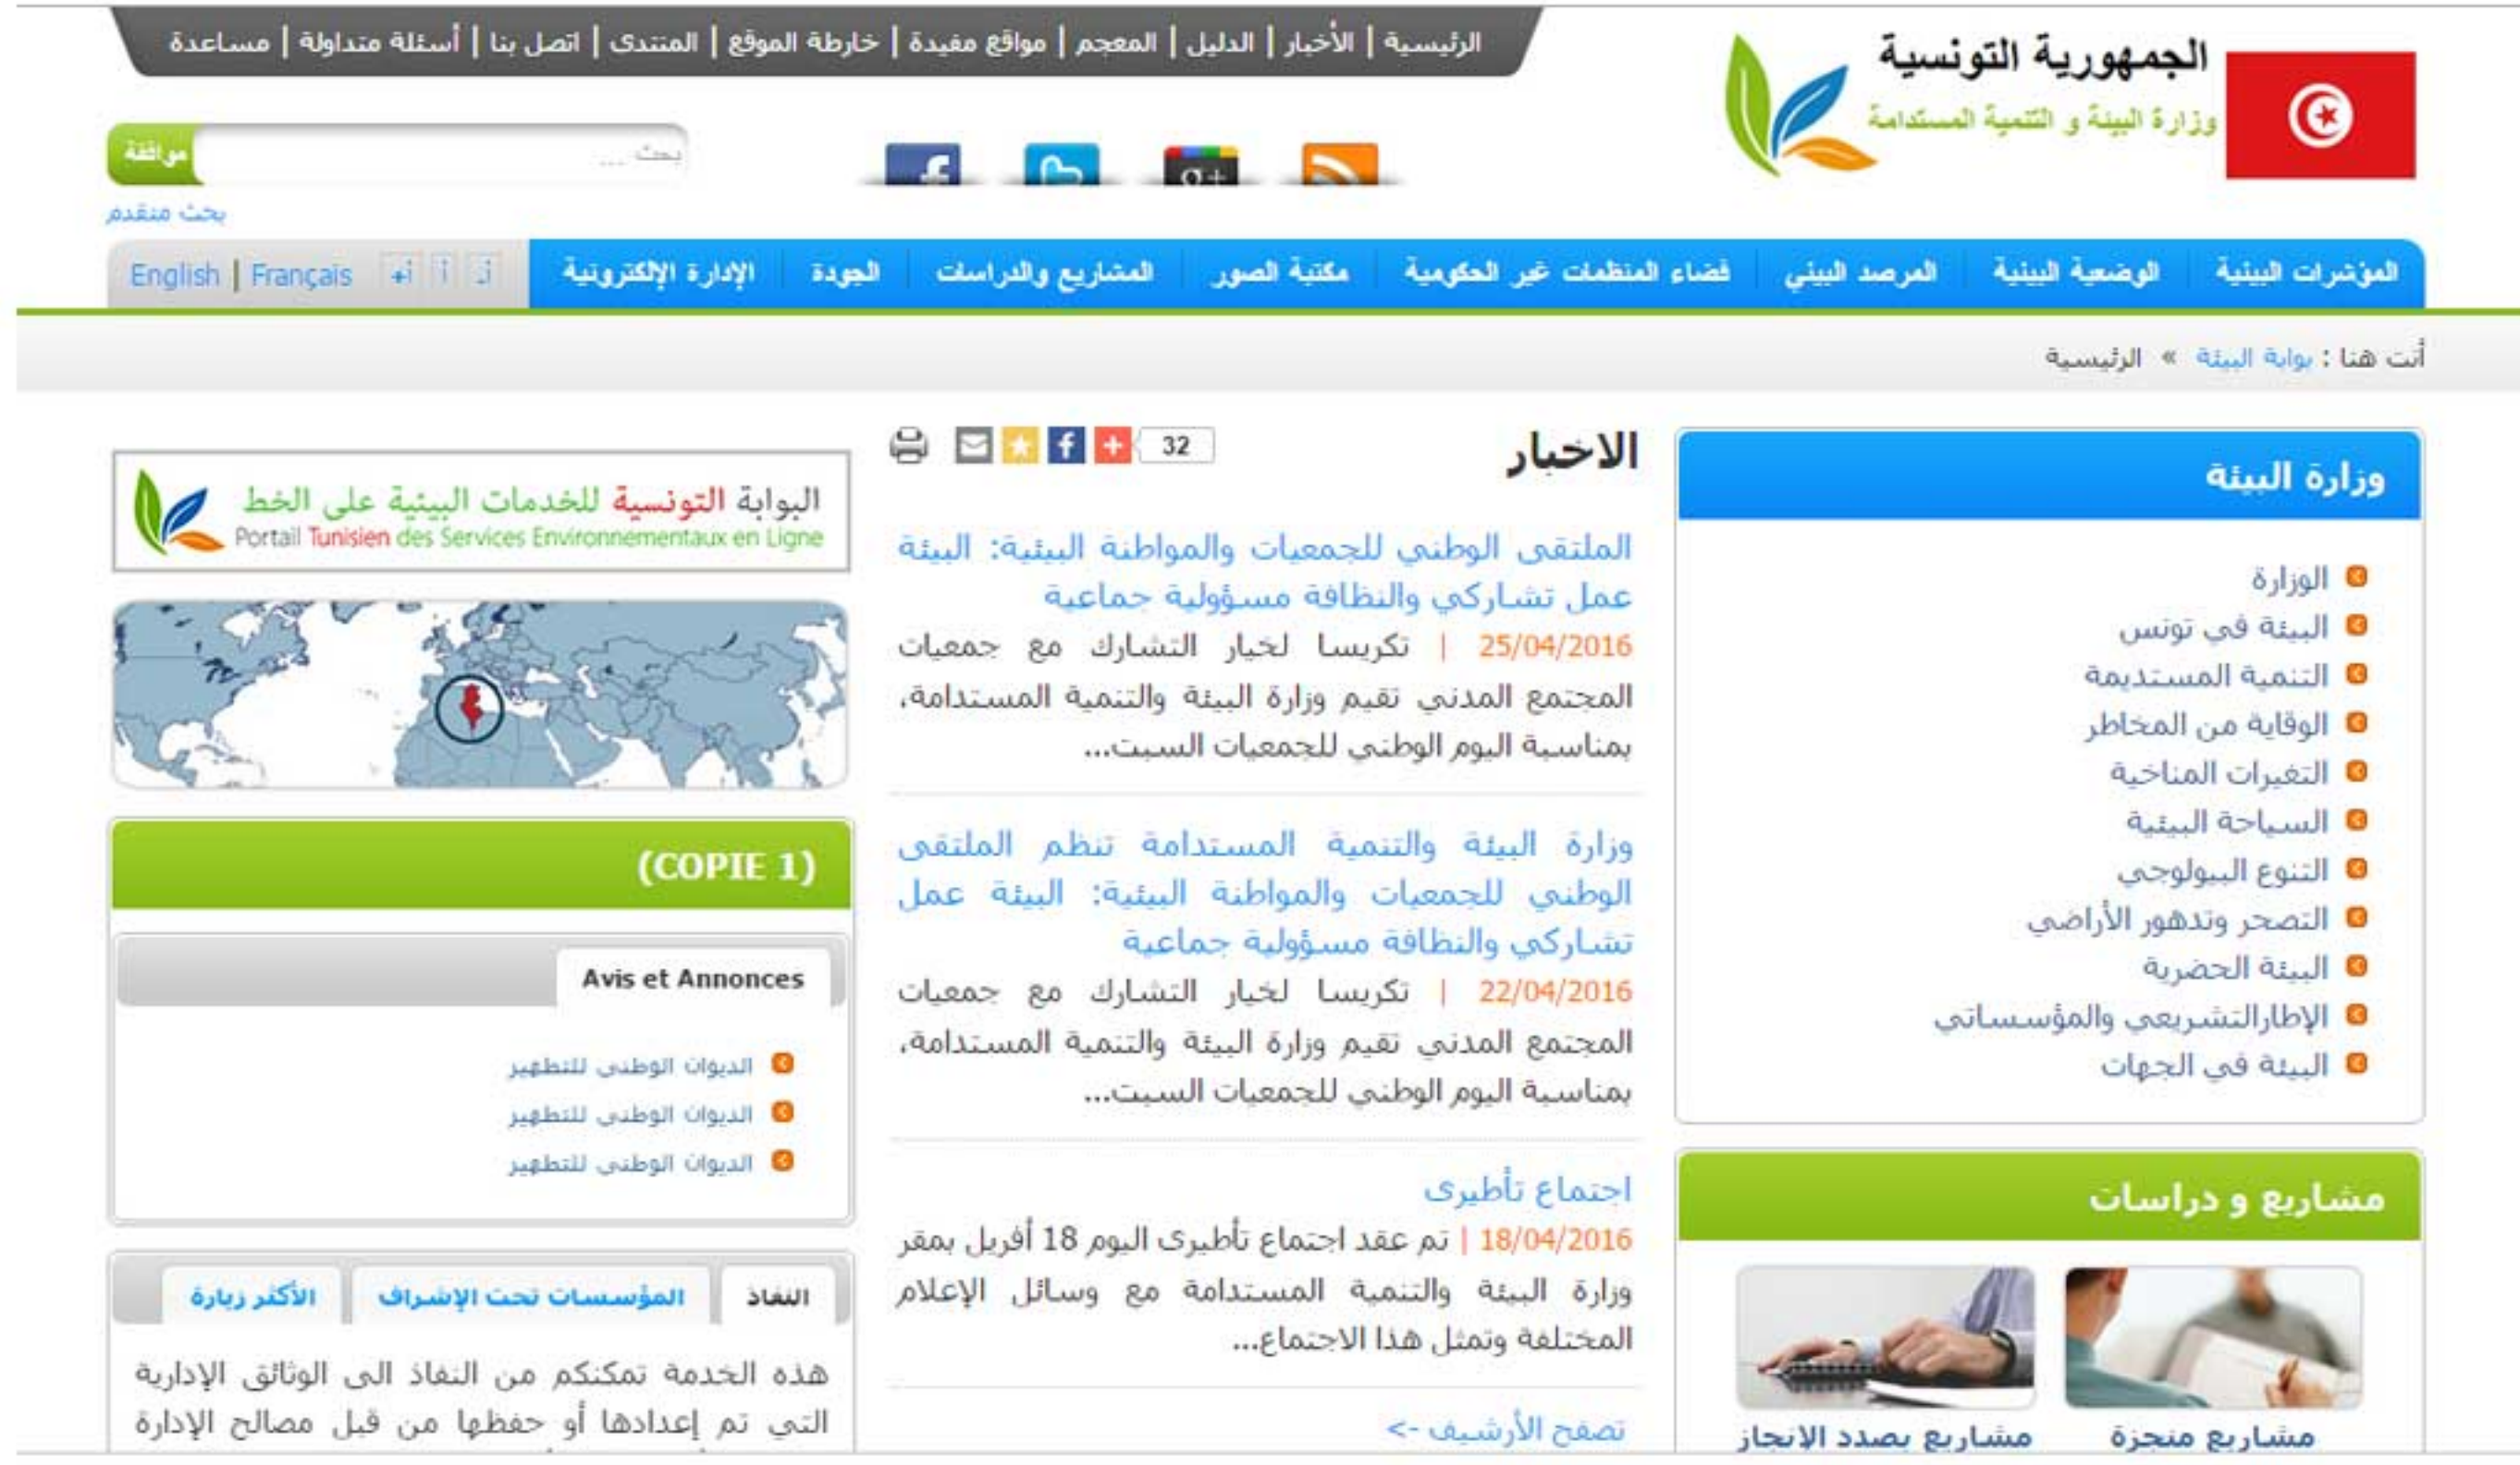 الرئيسية | الأخبار | الدليل | المعجم | مواقع مفيدة | خارطة الموقع | المنتدى | اتصل بنا | أسئلة متداولة | مساعدة
الجمهورية التونسية
وزارة البيئة و التنمية المستدامة
بحث ...
موافقة
بحث متقدم
المؤشرات البيئية
الوضعية البيئية
المرصد البيئي
فضاء المنظمات غير الحكومية
مكتبة الصور
المشاريع والدراسات
الجودة
الإدارة الإلكترونية
أ- أ أ+
English | Français
أنت هنا : بوابة البيئة » الرئيسية
وزارة البيئة
الوزارة
البيئة في تونس
التنمية المستديمة
الوقاية من المخاطر
التغيرات المناخية
السياحة البيئية
التنوع البيولوجي
التصحر وتدهور الأراضي
البيئة الحضرية
الإطارالتشريعي والمؤسساتي
البيئة في الجهات
مشاريع و دراسات
مشاريع منجزة
مشاريع بصدد الإنجاز
الاخبار
32
الملتقى الوطني للجمعيات والمواطنة البيئية: البيئة
عمل تشاركي والنظافة مسؤولية جماعية
25/04/2016 | تكريسا لخيار التشارك مع جمعيات
المجتمع المدني تقيم وزارة البيئة والتنمية المستدامة،
بمناسبة اليوم الوطني للجمعيات السبت...
وزارة البيئة والتنمية المستدامة تنظم الملتقى
الوطني للجمعيات والمواطنة البيئية: البيئة عمل
تشاركي والنظافة مسؤولية جماعية
22/04/2016 | تكريسا لخيار التشارك مع جمعيات
المجتمع المدني تقيم وزارة البيئة والتنمية المستدامة،
بمناسبة اليوم الوطني للجمعيات السبت...
اجتماع تأطيرى
18/04/2016 | تم عقد اجتماع تأطيرى اليوم 18 أفريل بمقر
وزارة البيئة والتنمية المستدامة مع وسائل الإعلام
المختلفة وتمثل هذا الاجتماع...
تصفح الأرشيف ->
البوابة التونسية للخدمات البيئية على الخط
Portail Tunisien des Services Environnementaux en Ligne
(COPIE 1)
Avis et Annonces
الديوان الوطني للتطهير
الديوان الوطني للتطهير
الديوان الوطني للتطهير
النفاذ
المؤسسات تحت الإشراف
الأكثر زيارة
هذه الخدمة تمكنكم من النفاذ الى الوثائق الإدارية
التي تم إعدادها أو حفظها من قبل مصالح الإدارة